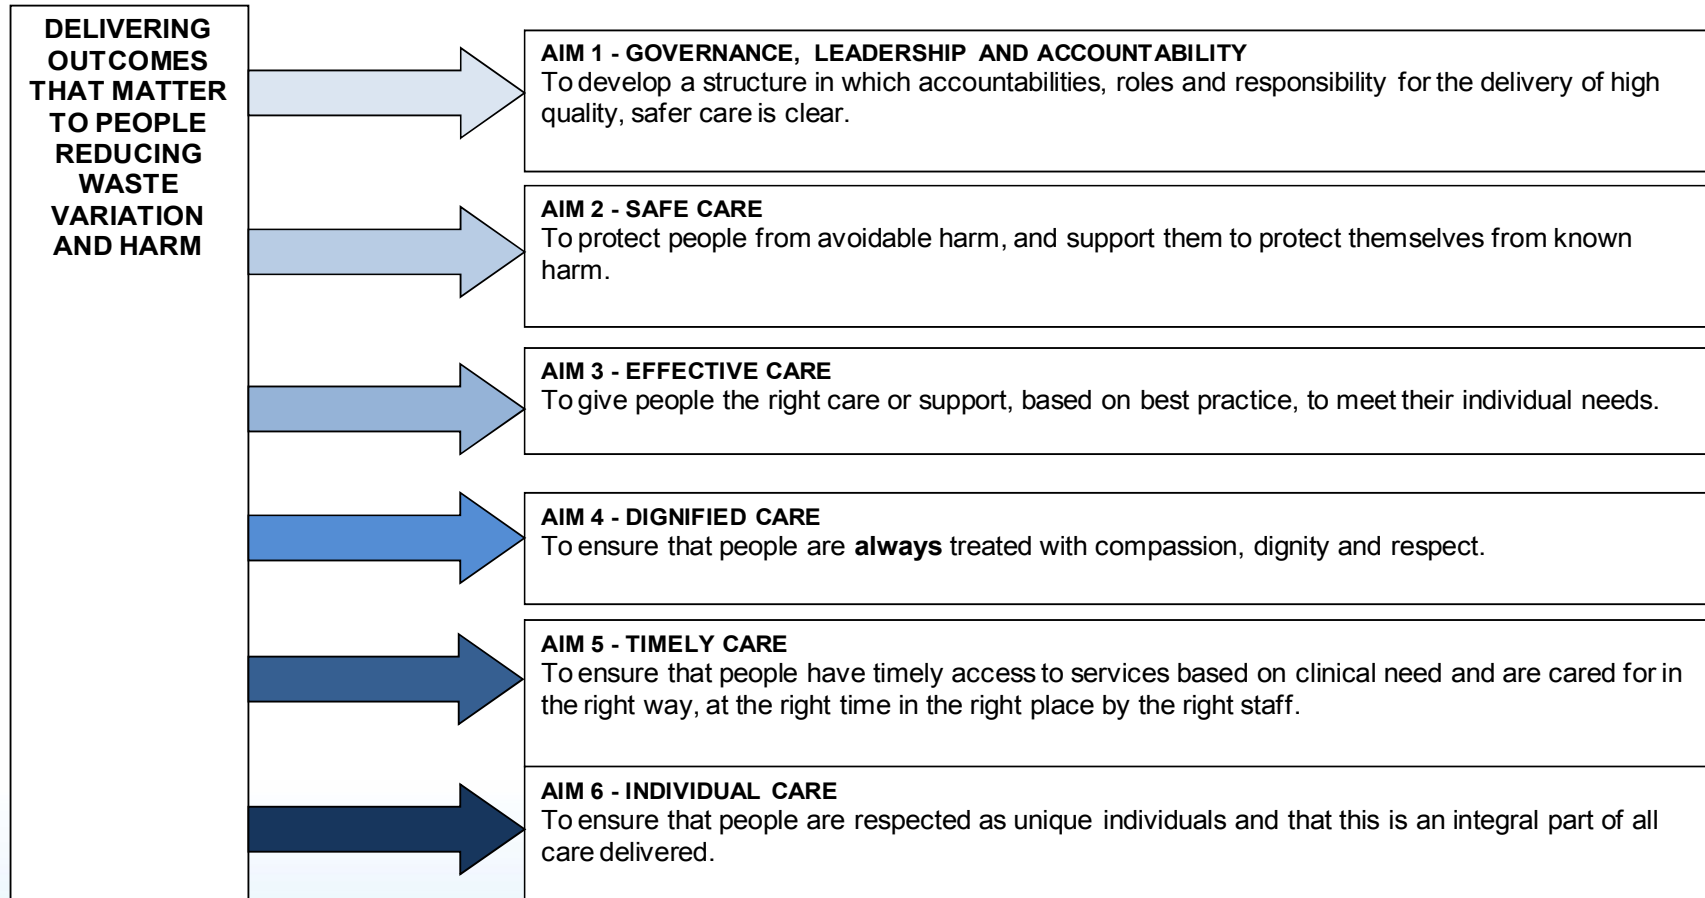 DELIVERING
OUTCOMES
THAT MATTER
TO PEOPLE
REDUCING
WASTE
VARIATION
AND HARM
AIM 1 - GOVERNANCE, LEADERSHIP AND ACCOUNTABILITY
To develop a structure in which accountabilities, roles and responsibility for the delivery of high
quality, safer care is clear.
AIM 2 - SAFE CARE
To protect people from avoidable harm, and support them to protect themselves from known
harm.
AIM 3 - EFFECTIVE CARE
To give people the right care or support, based on best practice, to meet their individual needs.
AIM 4 - DIGNIFIED CARE
To ensure that people are always treated with compassion, dignity and respect.
AIM 5 - TIMELY CARE
To ensure that people have timely access to services based on clinical need and are cared for in
the right way, at the right time in the right place by the right staff.
AIM 6 - INDIVIDUAL CARE
To ensure that people are respected as unique individuals and that this is an integral part of all
care delivered.